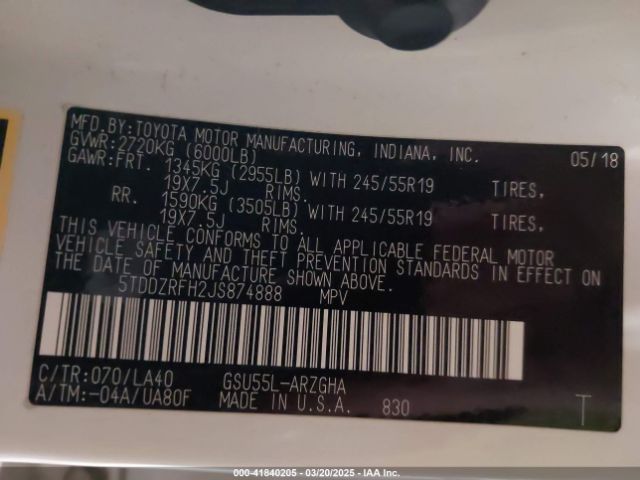 MFD.BY:TOYOTA MOTOR MANUFACTURING, INDIANA, INC. 05/18
GVWR:2720KG (6000LB)
GAWR:FRT. 1345KG (2955LB) WITH 245/55R19 TIRES,
19X7.5J RIMS.
RR. 1590KG (3505LB) WITH 245/55R19 TIRES,
19X7.5J RIMS.
THIS VEHICLE CONFORMS TO ALL APPLICABLE FEDERAL MOTOR
VEHICLE SAFETY AND THEFT PREVENTION STANDARDS IN EFFECT ON
THE DATE OF MANUFACTURE SHOWN ABOVE.
5TDDZRFH2JS874888 MPV
C/TR:070/LA40 GSU55L-ARZGHA
A/TM:-04A/UA80F MADE IN U.S.A. 830 T
000-41840205 - 03/20/2025 - IAA Inc.